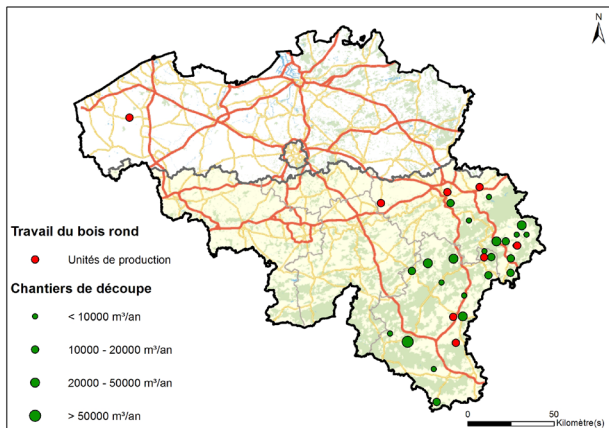 N
Travail du bois rond
Unités de production
Chantiers de découpe
< 10000 m³/an
10000 - 20000 m³/an
20000 - 50000 m³/an
> 50000 m³/an
0 50
Kilomètre(s)